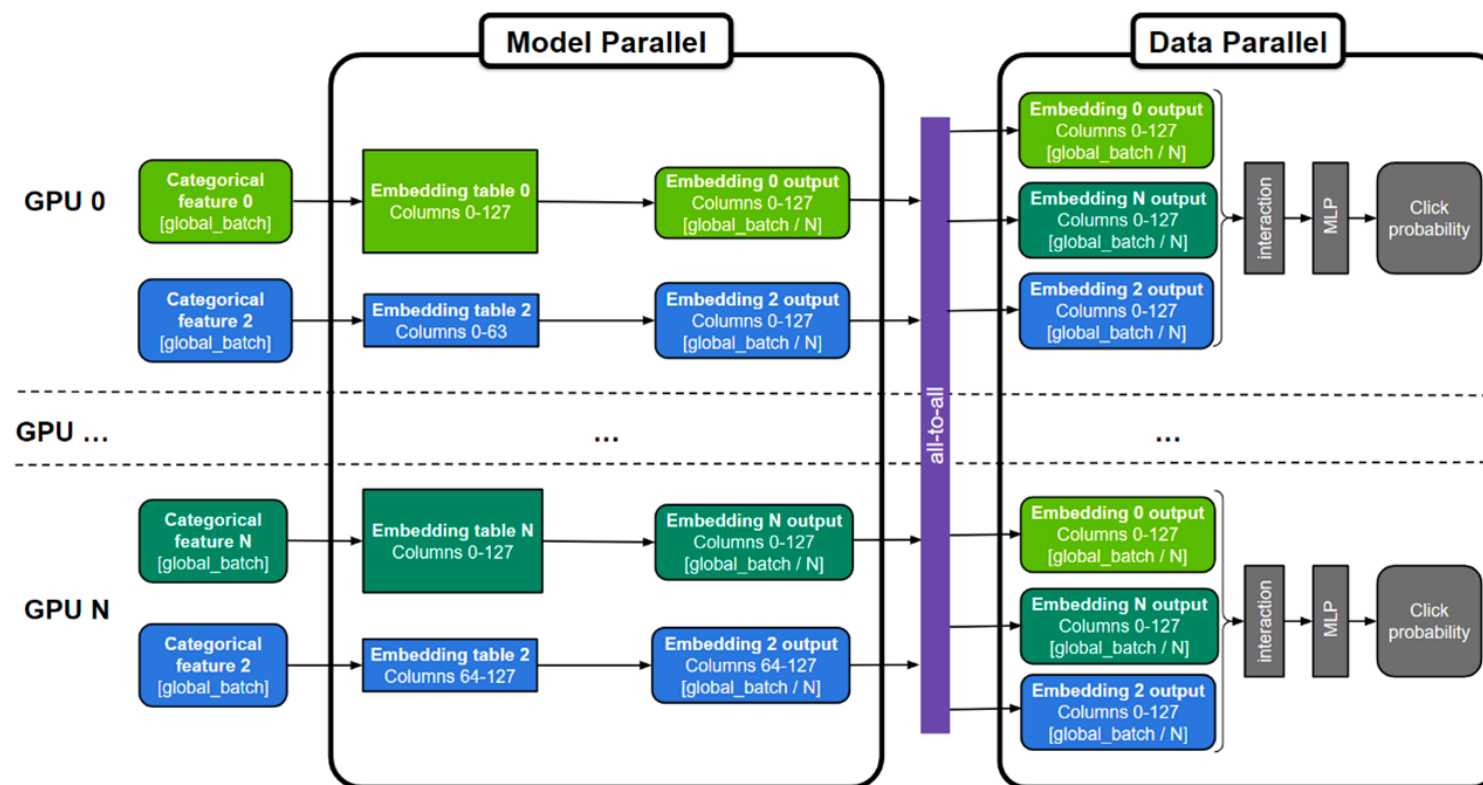 Model Parallel
Data Parallel
GPU 0
Categorical
feature 0
[global_batch]
Embedding table 0
Columns 0-127
Embedding 0 output
Columns 0-127
[global_batch / N]
Categorical
feature 2
[global_batch]
Embedding table 2
Columns 0-63
Embedding 2 output
Columns 0-127
[global_batch / N]
all-to-all
Embedding 0 output
Columns 0-127
[global_batch / N]
Embedding N output
Columns 0-127
[global_batch / N]
Embedding 2 output
Columns 0-127
[global_batch / N]
interaction
MLP
Click
probability
GPU ...
...
...
GPU N
Categorical
feature N
[global_batch]
Embedding table N
Columns 0-127
Embedding N output
Columns 0-127
[global_batch / N]
Categorical
feature 2
[global_batch]
Embedding table 2
Columns 64-127
Embedding 2 output
Columns 64-127
[global_batch / N]
Embedding 0 output
Columns 0-127
[global_batch / N]
Embedding N output
Columns 0-127
[global_batch / N]
Embedding 2 output
Columns 0-127
[global_batch / N]
interaction
MLP
Click
probability